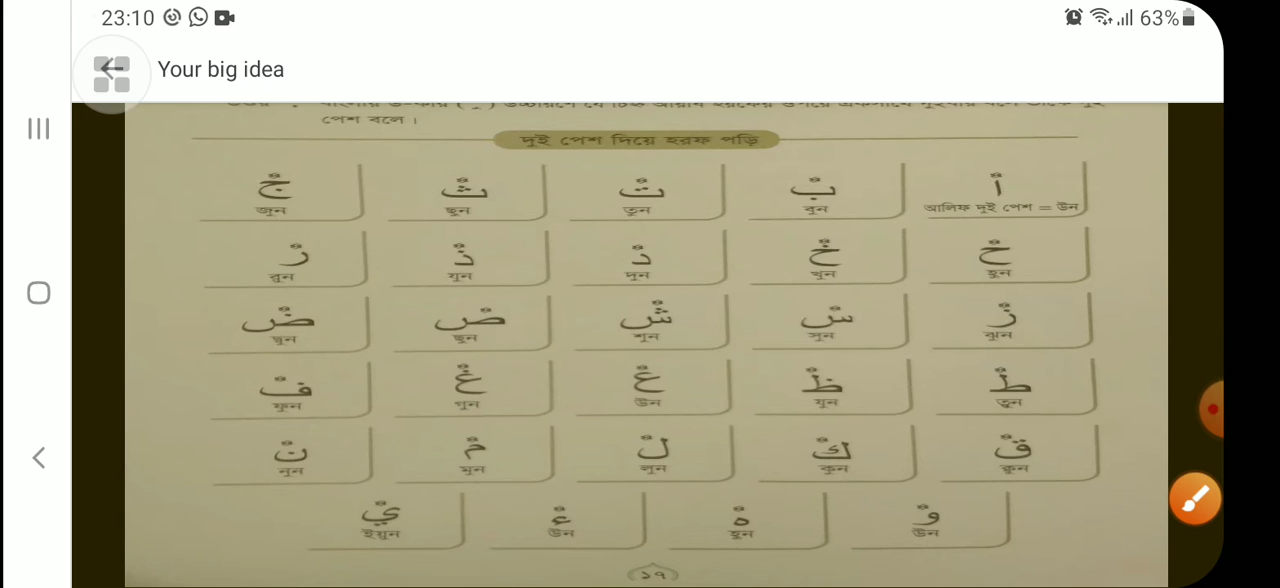 23:10 63%
Your big idea
পেশ বলে ।
দুই পেশ দিয়ে হরফ পড়ি
اٌ بٌ تٌ ثٌ جٌ
আলিফ দুই পেশ = উন বুন তুন ছুন জুন
حٌ خٌ دٌ ذٌ رٌ
হুন খুন দুন যুন রুন
زٌ سٌ شٌ صٌ ضٌ
ঝুন সুন শুন ছুন
طٌ ظٌ عٌ غٌ فٌ
তুন যুন উন গুন ফুন
قٌ كٌ لٌ مٌ نٌ
কুন কুন লুন মুন নুন
وٌ هٌ ءٌ يٌ
উন হুন উন ইয়ুন
১৭